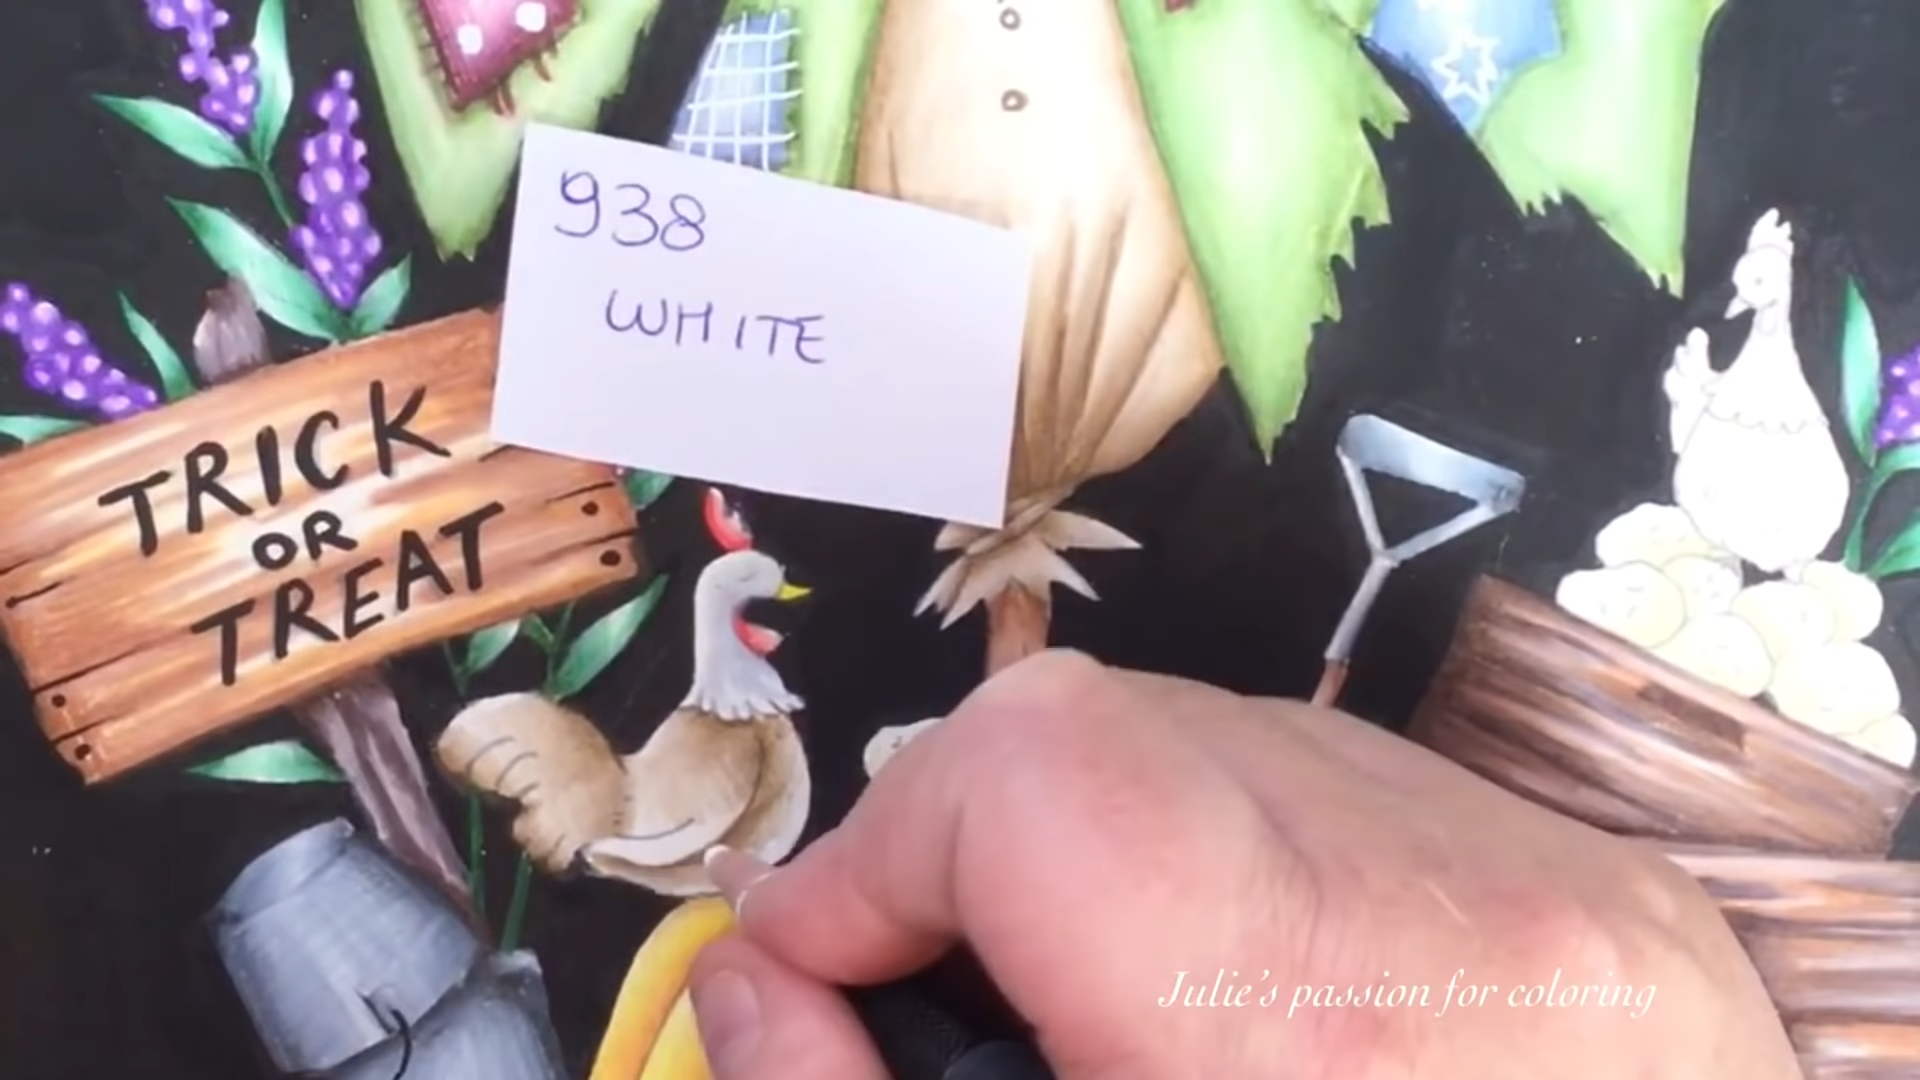 938
WHITE
TRICK
OR
TREAT
Julie's passion for coloring